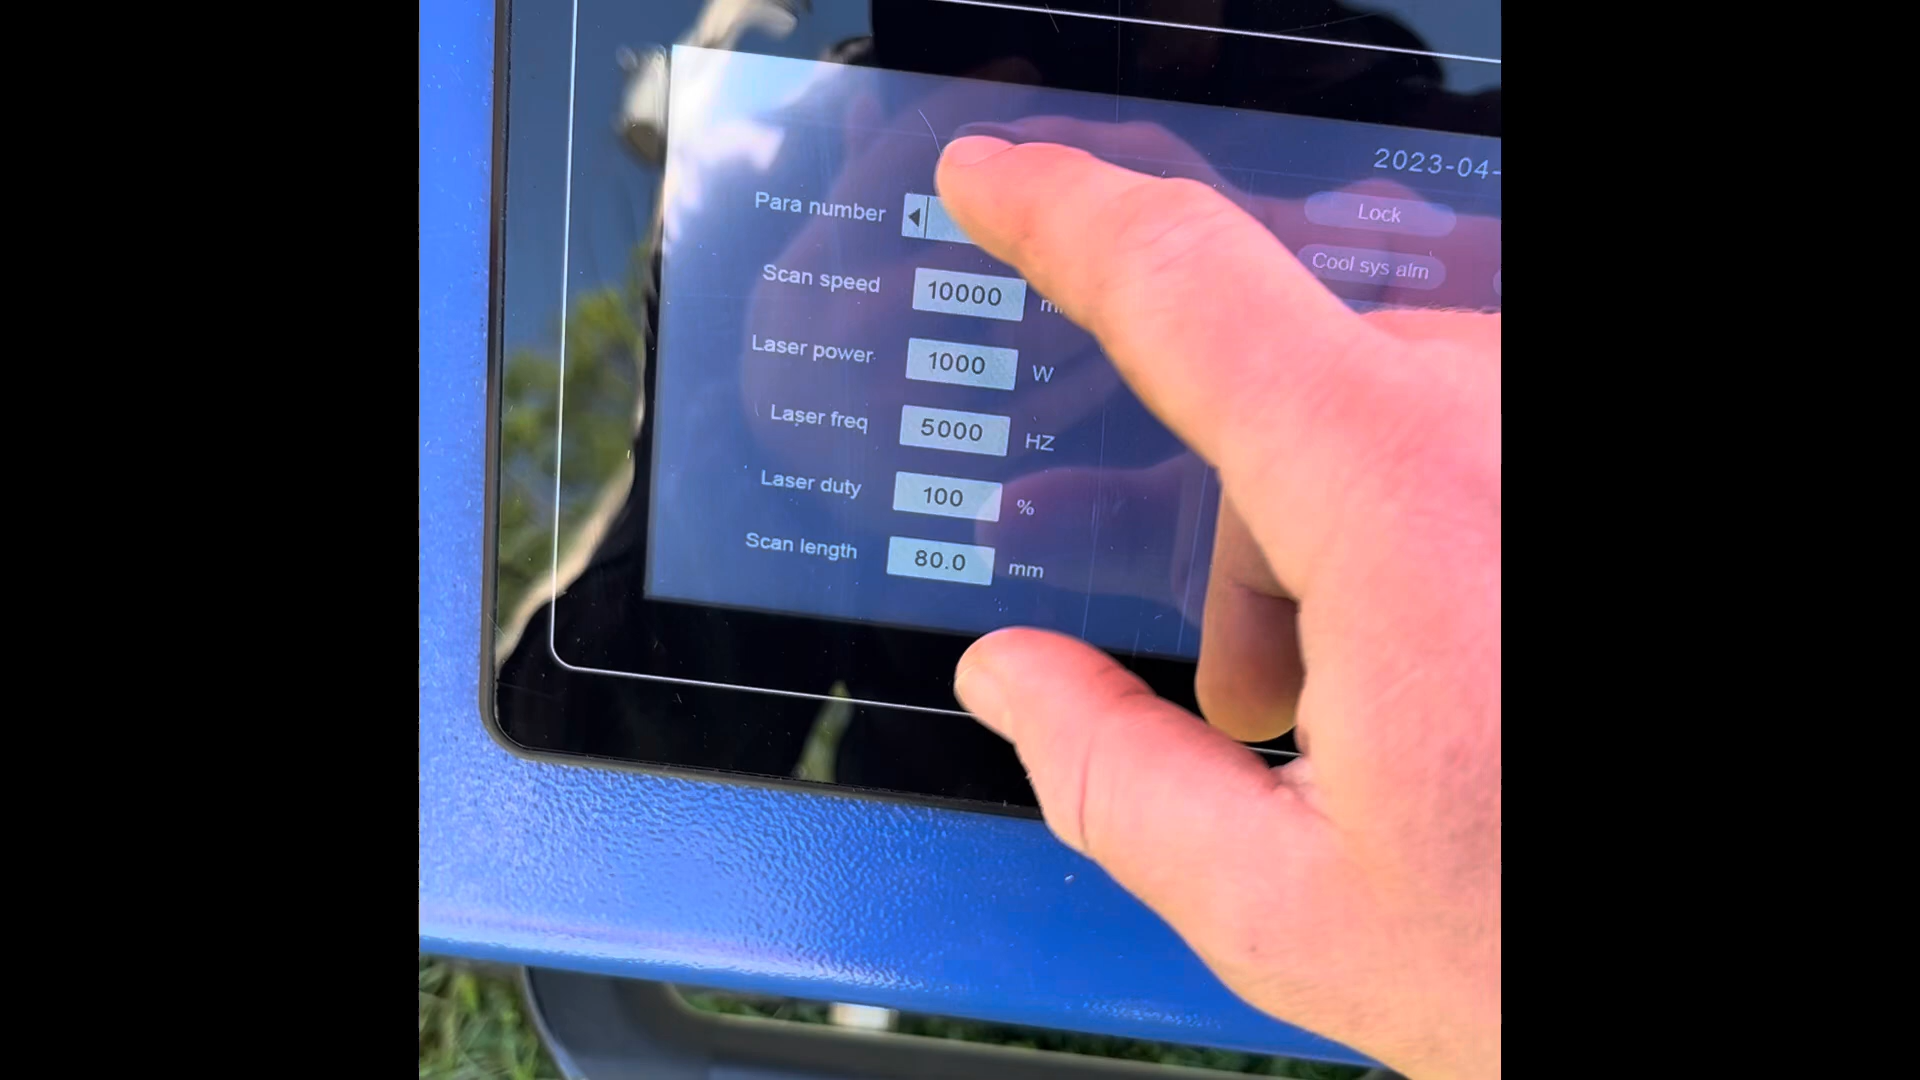 2023-04-
Para number
Lock
Scan speed 10000
Cool sys alm
Laser power 1000 W
Laser freq 5000 HZ
Laser duty 100 %
Scan length 80.0 mm